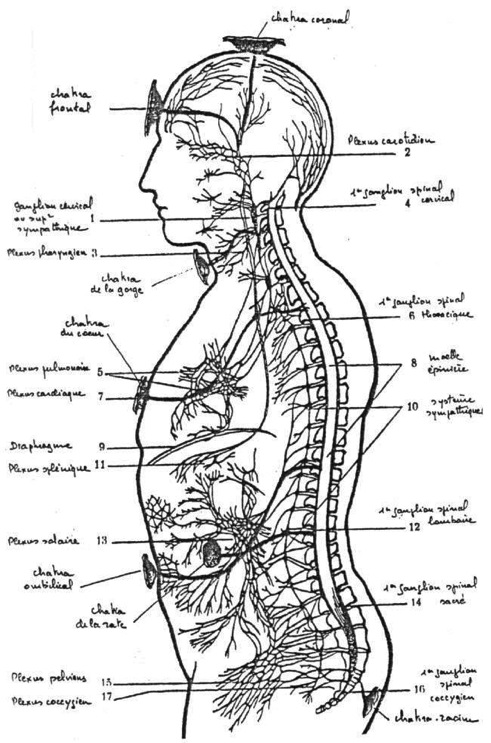 chakra coronal
chakra
frontal
Plexus carotidien
2
Ganglion cervical
ou sup.r
sympathique
1
1er ganglion spinal
4 cervical
Plexus pharyngien 3
chakra
de la gorge
1er ganglion spinal
6 thoracique
chakra
du coeur
Plexus pulmonaire
5
Plexus cardiaque
7
8 moelle
épinière
10 système
sympathique
Diaphragme
9
Plexus splénique
11
1er ganglion spinal
12 lombaire
Plexus solaire 13
chakra
ombilical
1er ganglion spinal
14 sacré
chakra
de la rate
Plexus pelviens 15
Plexus coccygien 17
1er ganglion
16 spinal
coccygien
chakra-racine